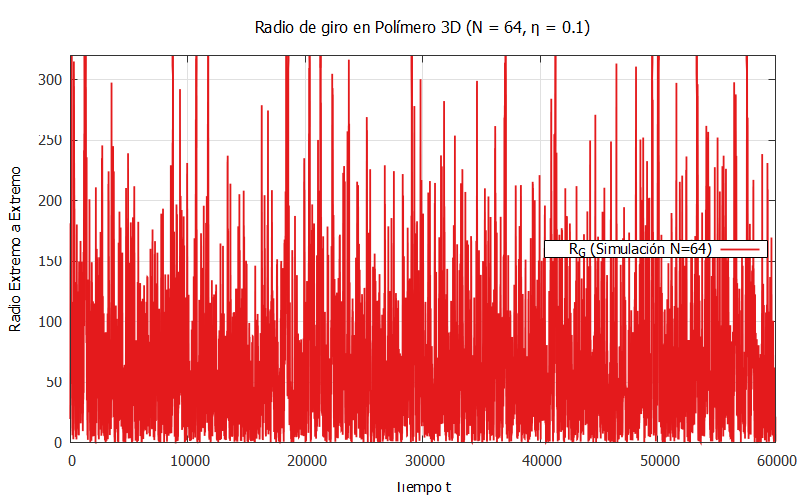 Radio de giro en Polímero 3D (N = 64, η = 0.1)
Radio Extremo a Extremo
300
250
200
150
100
50
0
R_G (Simulación N=64)
0 10000 20000 30000 40000 50000 60000
Tiempo t